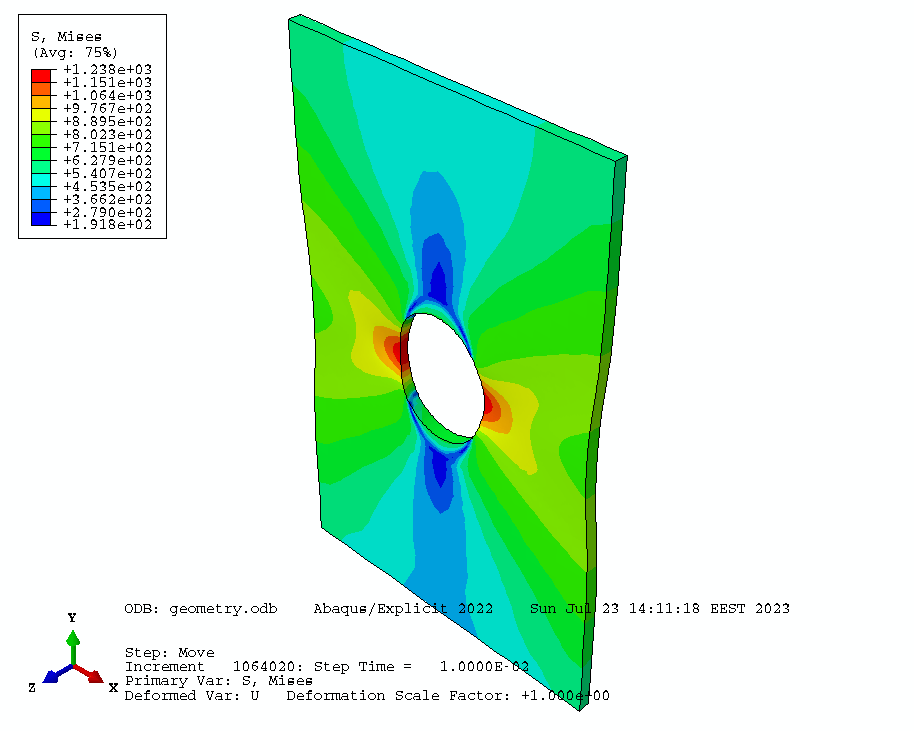 S, Mises
(Avg: 75%)
+1.238e+03
+1.151e+03
+1.064e+03
+9.767e+02
+8.895e+02
+8.023e+02
+7.151e+02
+6.279e+02
+5.407e+02
+4.535e+02
+3.662e+02
+2.790e+02
+1.918e+02
ODB: geometry.odb Abaqus/Explicit 2022 Sun Jul 23 14:11:18 EEST 2023
Y
Z
X
Step: Move
Increment 1064020: Step Time = 1.0000E-02
Primary Var: S, Mises
Deformed Var: U Deformation Scale Factor: +1.000e+00